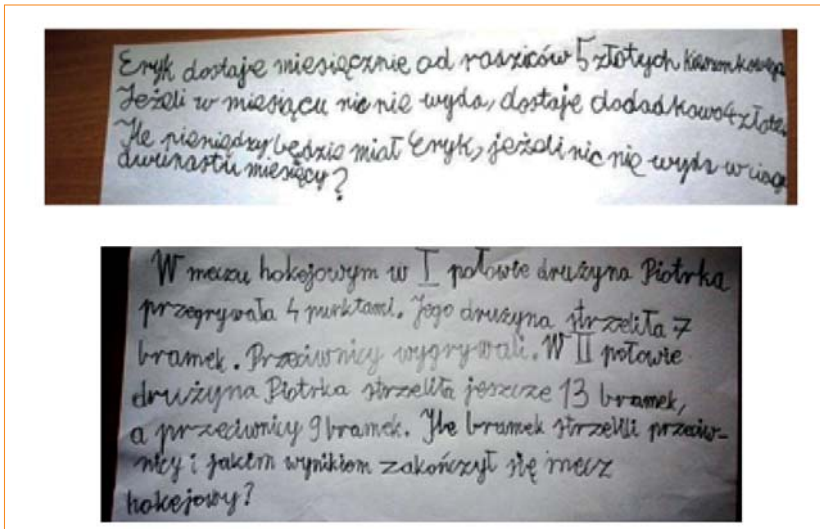 Eryk dostaje miesięcznie od rodziców 5 złotych kieszonkowego.
Jeżeli w miesiącu nic nie wyda, dostaje dodadkowo 4 złote.
Ile pieniędzy będzie miał Eryk, jeżeli nic nie wyda w ciągu
dwunastu miesięcy?
W meczu hokejowym w I połowie drużyna Piotrka
przegrywała 4 punktami. Jego drużyna strzeliła 7
bramek. Przeciwnicy wygrywali. W II połowie
drużyna Piotrka strzeliła jeszcze 13 bramek,
a przeciwnicy 9 bramek. Ile bramek strzelili przeciw-
nicy i jakim wynikiem zakończył się mecz
hokejowy?